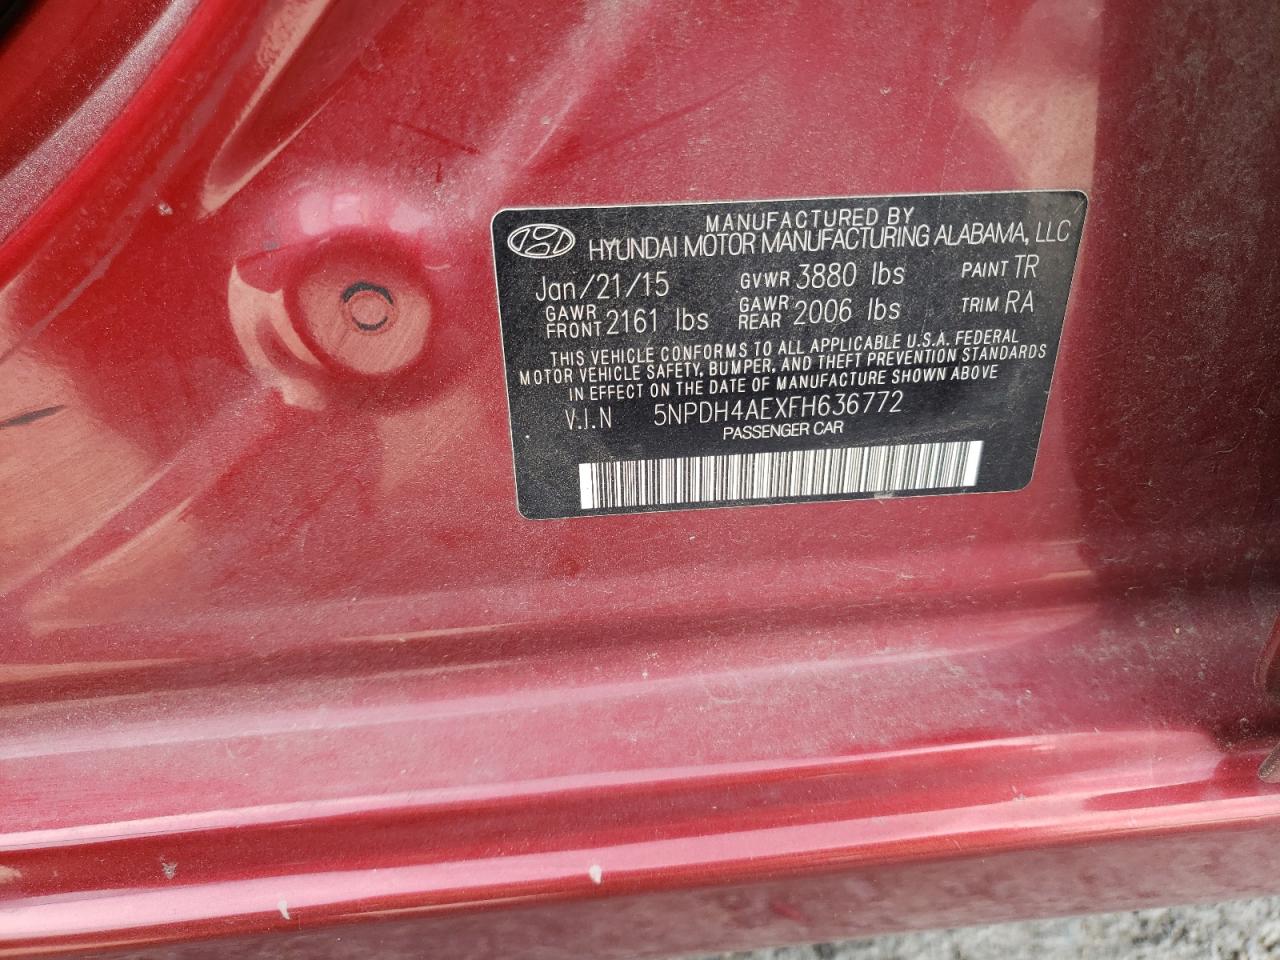 MANUFACTURED BY
HYUNDAI MOTOR MANUFACTURING ALABAMA, LLC
Jan/21/15 GVWR 3880 lbs PAINT TR
GAWR FRONT 2161 lbs GAWR REAR 2006 lbs TRIM RA
THIS VEHICLE CONFORMS TO ALL APPLICABLE U.S.A. FEDERAL
MOTOR VEHICLE SAFETY, BUMPER, AND THEFT PREVENTION STANDARDS
IN EFFECT ON THE DATE OF MANUFACTURE SHOWN ABOVE
V.I.N 5NPDH4AEXFH636772
PASSENGER CAR